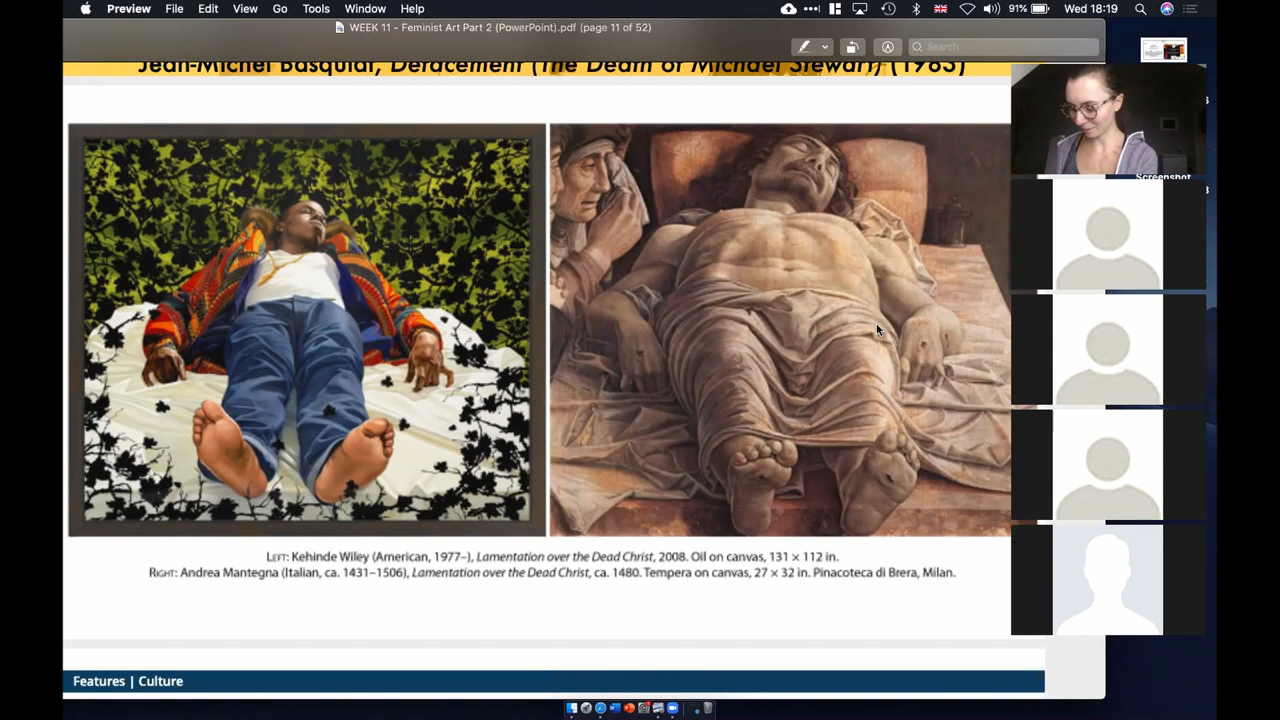 Preview File Edit View Go Tools Window Help 91% Wed 18:19
WEEK 11 - Feminist Art Part 2 (PowerPoint).pdf (page 11 of 52)
Search
Jean-Michel Basquiat, Defacement (The Death of Michael Stewart) (1983)
Screenshot
LEFT: Kehinde Wiley (American, 1977–), Lamentation over the Dead Christ, 2008. Oil on canvas, 131 × 112 in.
RIGHT: Andrea Mantegna (Italian, ca. 1431–1506), Lamentation over the Dead Christ, ca. 1480. Tempera on canvas, 27 × 32 in. Pinacoteca di Brera, Milan.
Features | Culture